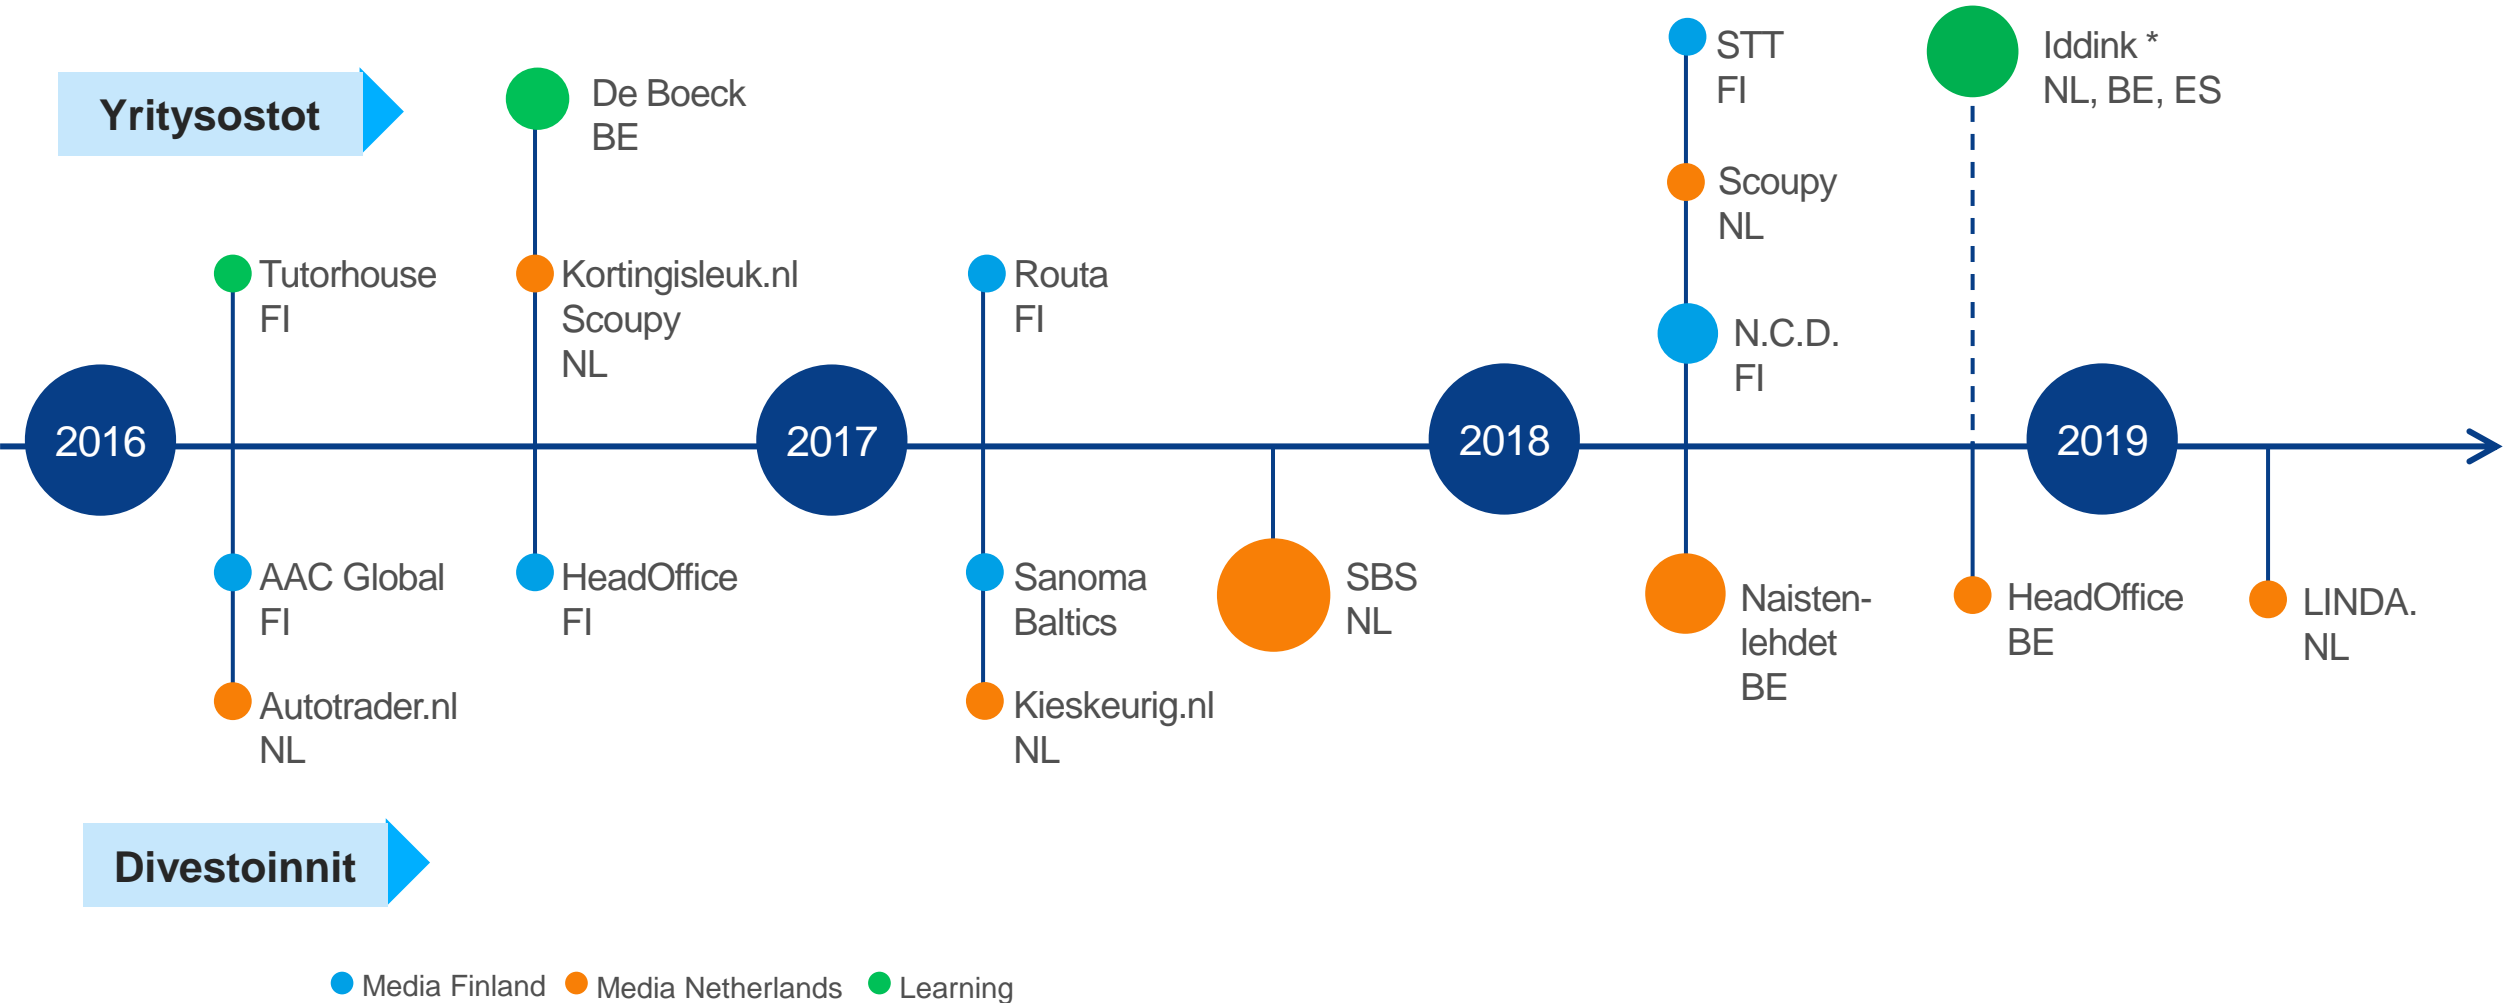 Yritysostot
De Boeck
BE
STT
FI
Iddink *
NL, BE, ES
Scoupy
NL
Tutorhouse
FI
Kortingisleuk.nl
Scoupy
NL
Routa
FI
N.C.D.
FI
2016
2017
2018
2019
AAC Global
FI
HeadOffice
FI
Sanoma
Baltics
SBS
NL
Naisten-
lehdet
BE
HeadOffice
BE
LINDA.
NL
Autotrader.nl
NL
Kieskeurig.nl
NL
Divestoinnit
Media Finland
Media Netherlands
Learning